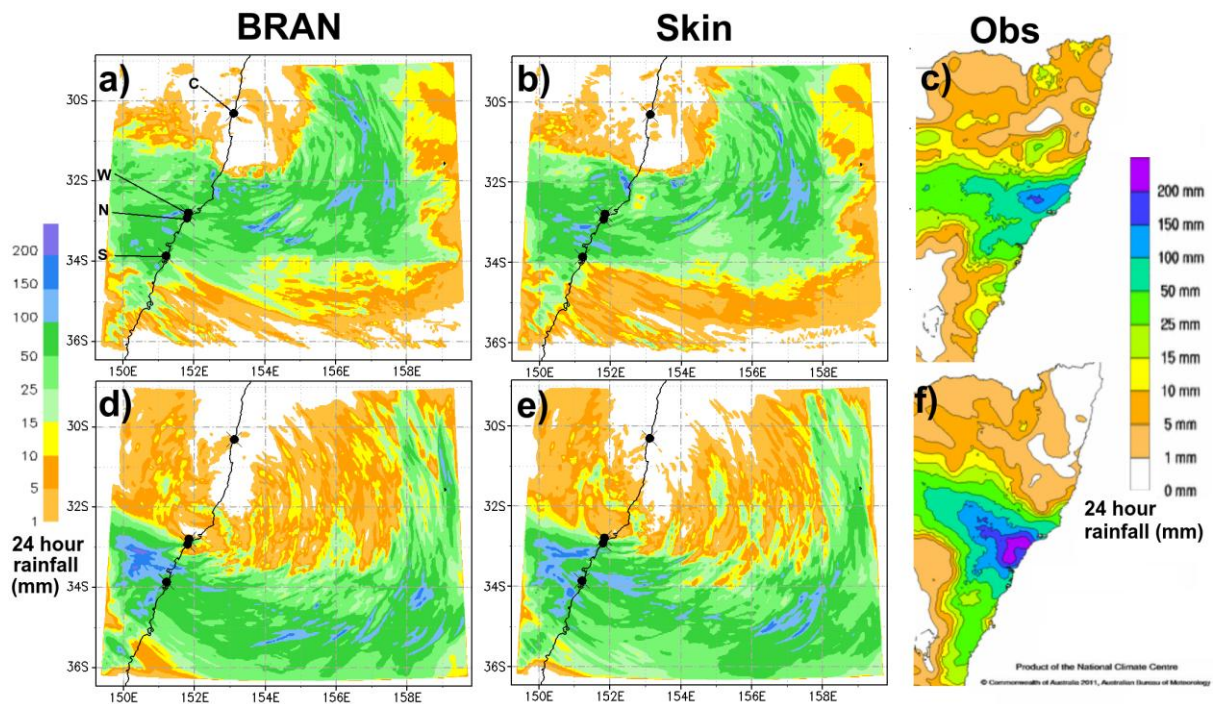 BRAN Skin Obs
a) b) c)
C
W
N
S
30S
32S
34S
36S
150E 152E 154E 156E 158E
30S
32S
34S
36S
150E 152E 154E 156E 158E
200
150
100
50
25
15
10
5
1
24 hour
rainfall
(mm)
200 mm
150 mm
100 mm
50 mm
25 mm
15 mm
10 mm
5 mm
1 mm
0 mm
24 hour
rainfall (mm)
d) e) f)
30S
32S
34S
36S
150E 152E 154E 156E 158E
30S
32S
34S
36S
150E 152E 154E 156E 158E
Product of the National Climate Centre
© Commonwealth of Australia 2011, Australian Bureau of Meteorology